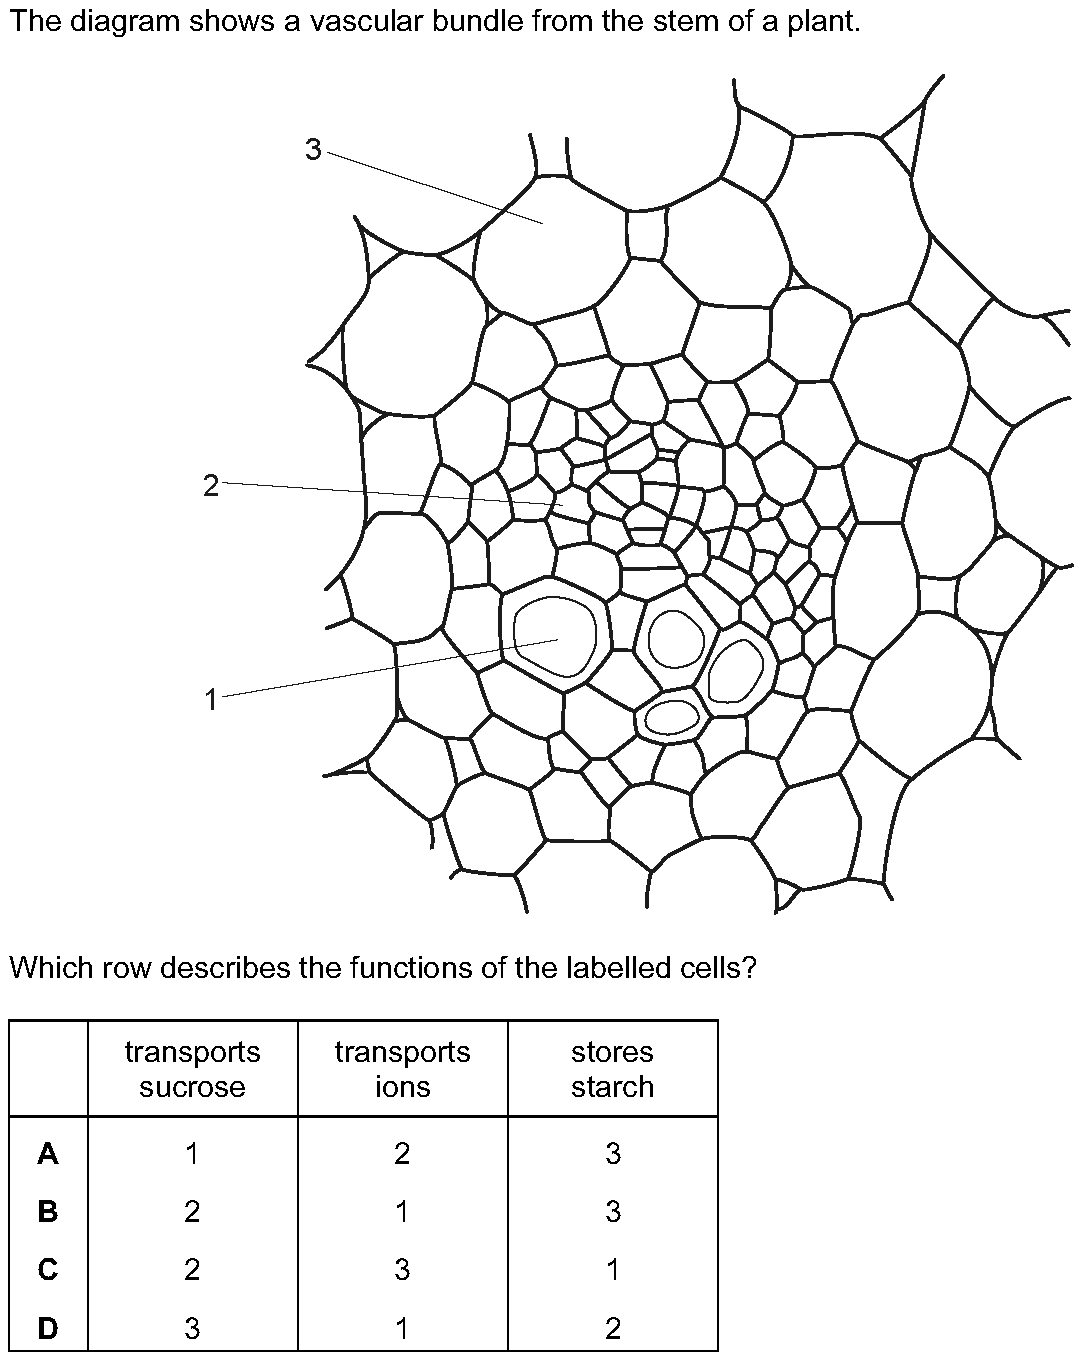 The diagram shows a vascular bundle from the stem of a plant.
3
2
1
Which row describes the functions of the labelled cells?
transports sucrose transports ions stores starch
A 1 2 3
B 2 1 3
C 2 3 1
D 3 1 2